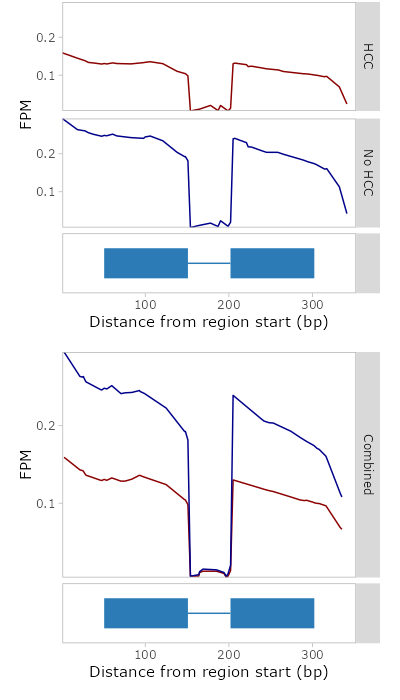 0.2
0.1
HCC
FPM
0.2
0.1
No HCC
100
200
300
Distance from region start (bp)
0.2
0.1
FPM
Combined
100
200
300
Distance from region start (bp)